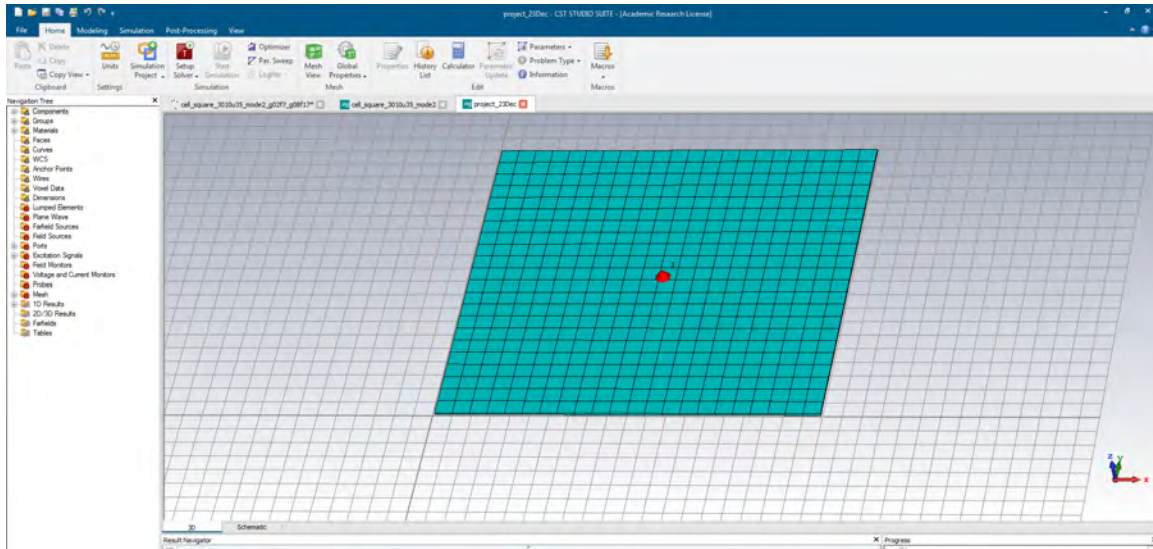 project_23Dec - CST STUDIO SUITE - [Academic Research License]
File Home Modeling Simulation Post-Processing View
Paste Delete Copy Copy View
Clipboard
Units
Settings
Simulation Project Setup Solver Start Simulation Optimizer Par. Sweep Logfile
Simulation
Mesh View Global Properties
Mesh
Properties History List Calculator Parametric Update Parameters Problem Type Information
Edit
Macros
Macros
Navigation Tree
cell_square_3010u35_mode2_g02f7_g08f17* cell_square_3010u35_mode2 project_23Dec
Components
Groups
Materials
Faces
Curves
WCS
Anchor Points
Wires
Voxel Data
Dimensions
Lumped Elements
Plane Wave
Farfield Sources
Field Sources
Ports
Excitation Signals
Field Monitors
Voltage and Current Monitors
Probes
Mesh
1D Results
2D/3D Results
Farfields
Tables
1
z y x
3D Schematic
Result Navigator
Progress